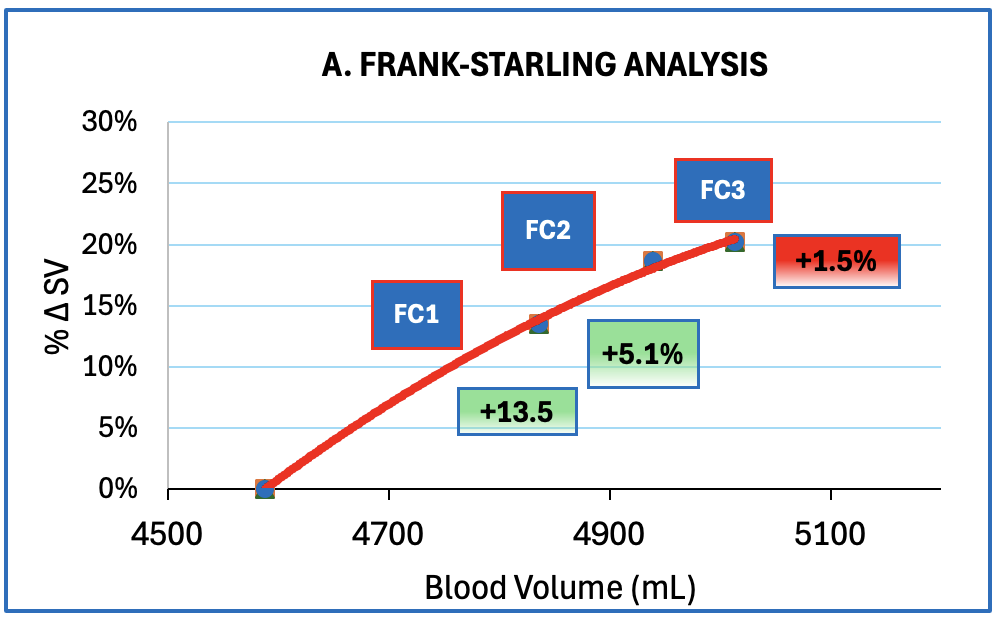 A. FRANK-STARLING ANALYSIS
30%
25%
20%
15%
10%
5%
0%
% Δ SV
FC1
FC2
FC3
+13.5
+5.1%
+1.5%
4500 4700 4900 5100
Blood Volume (mL)